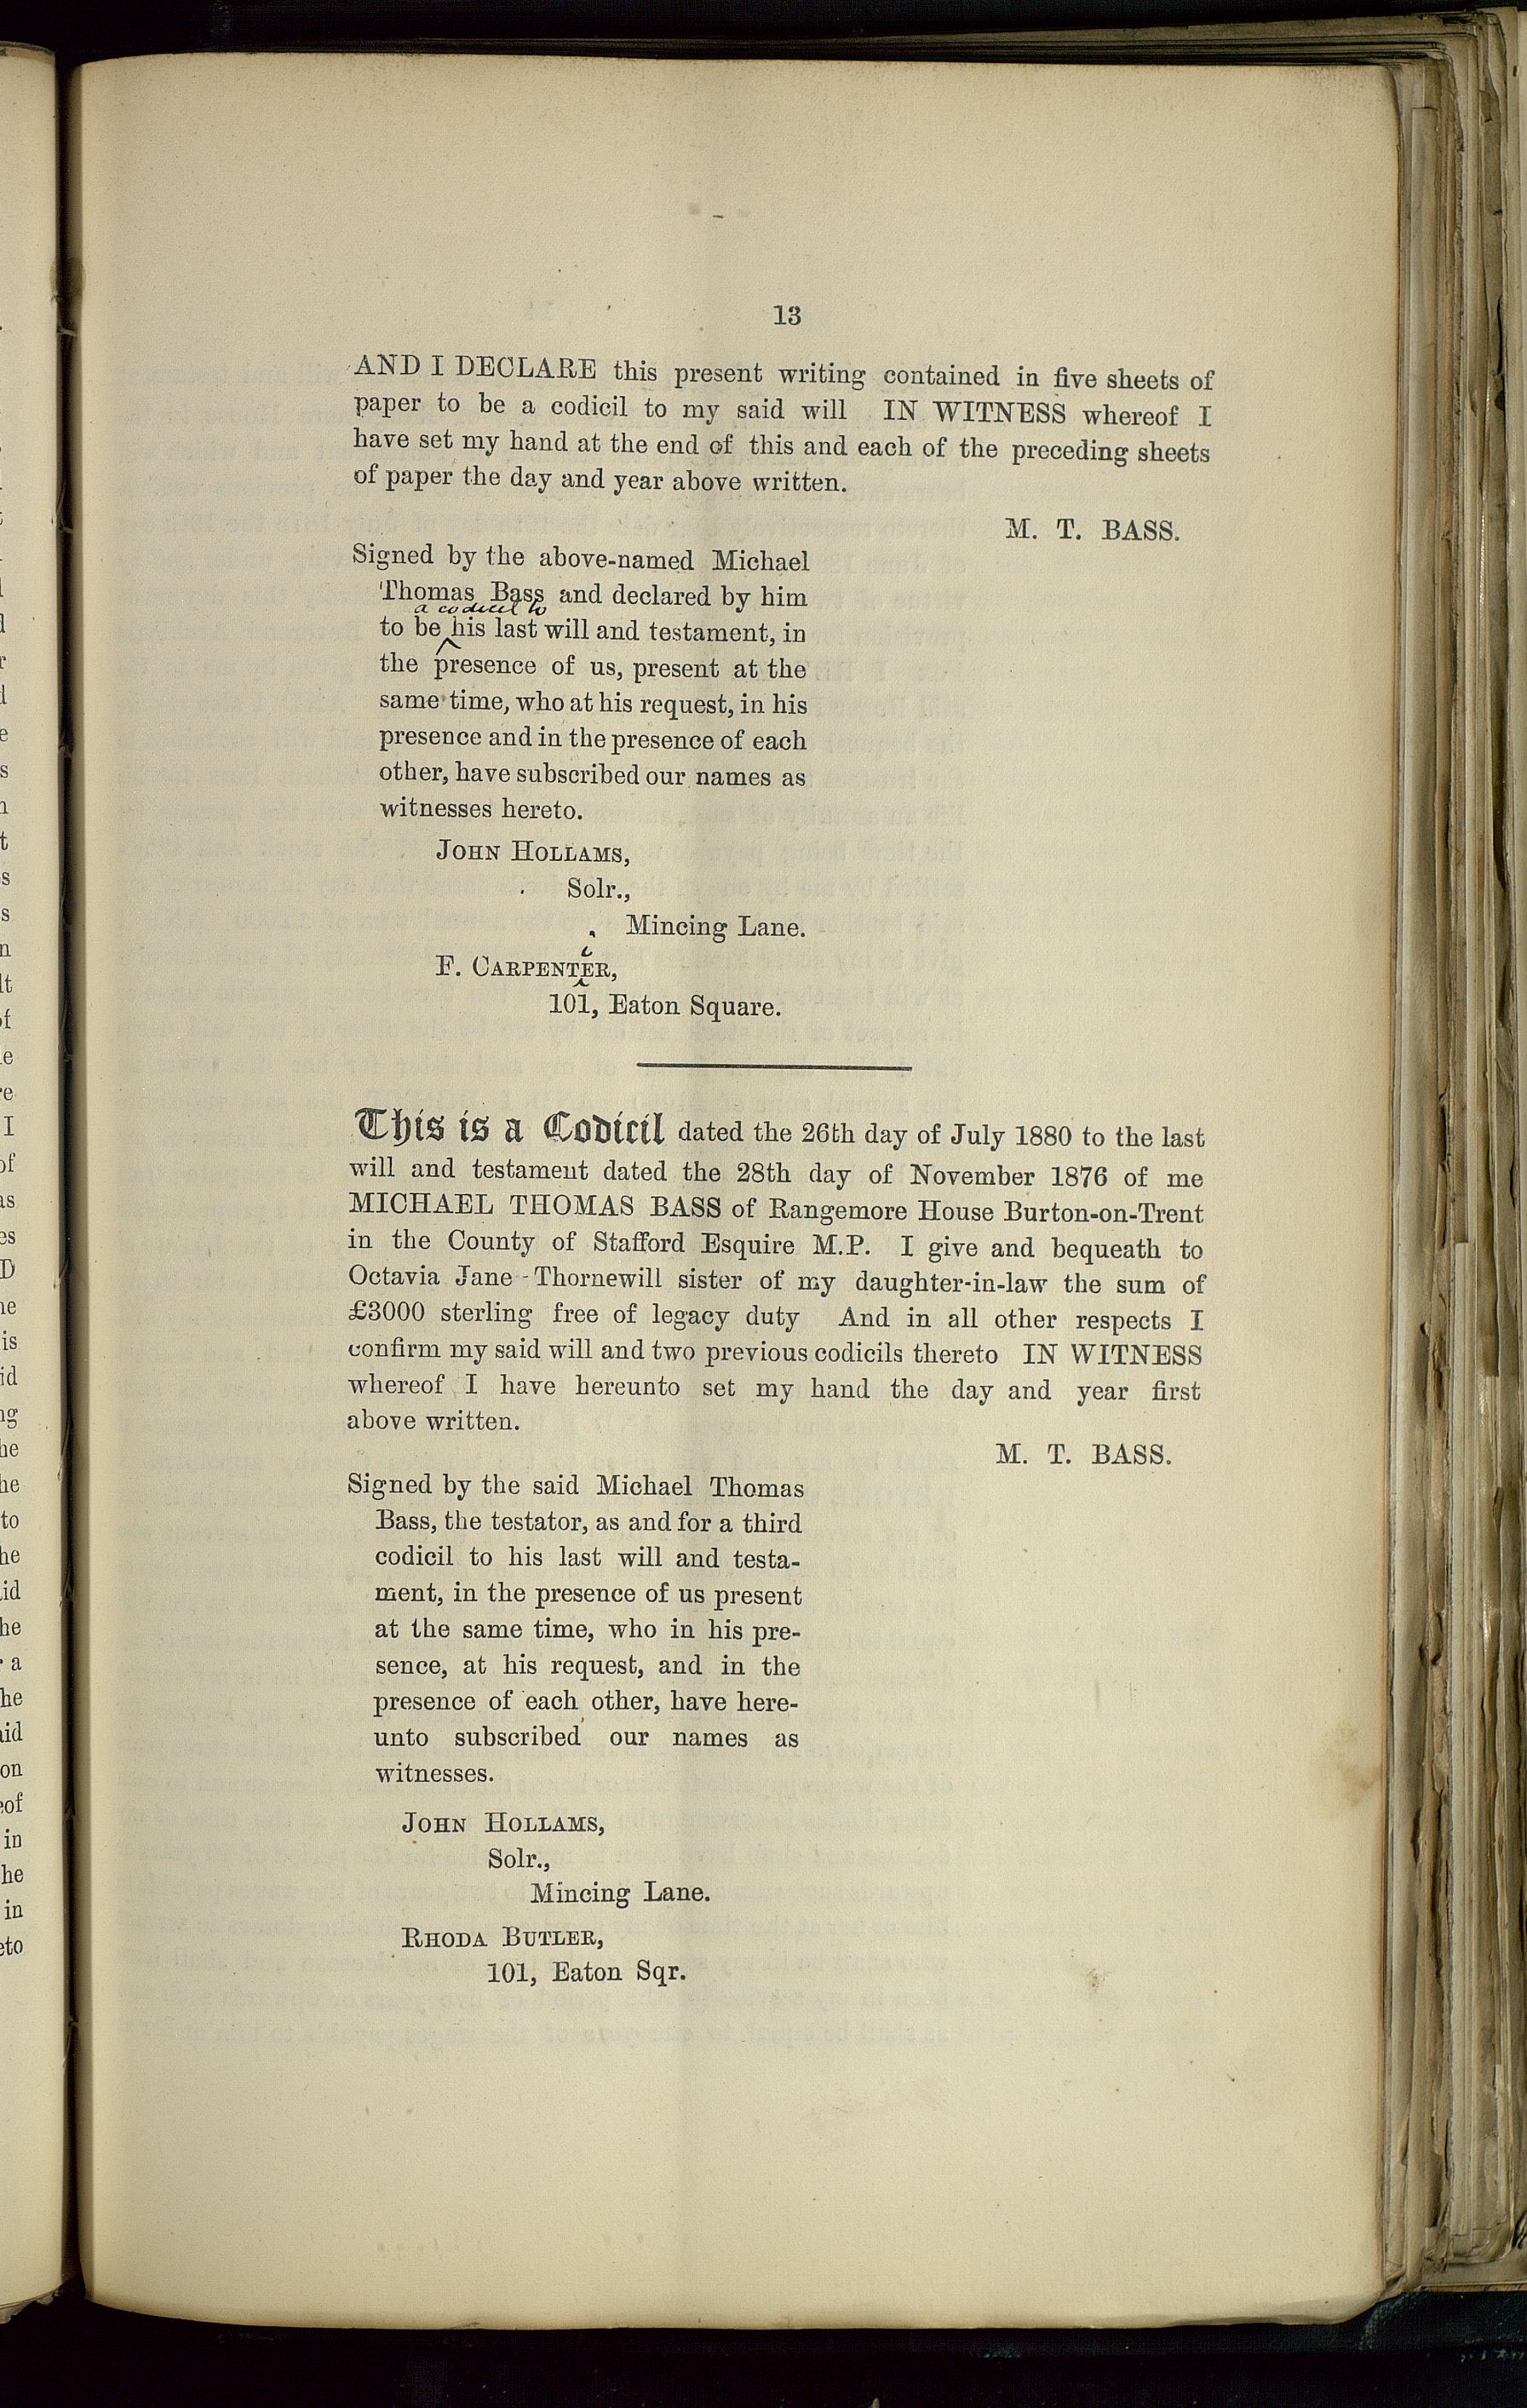 13
AND I DECLARE this present writing contained in five sheets of
paper to be a codicil to my said will IN WITNESS whereof I
have set my hand at the end of this and each of the preceding sheets
of paper the day and year above written.
M. T. BASS.
Signed by the above-named Michael
Thomas Bass and declared by him
a codicil to
to be his last will and testament, in
the presence of us, present at the
same time, who at his request, in his
presence and in the presence of each
other, have subscribed our names as
witnesses hereto.
JOHN HOLLAMS,
Solr.,
Mincing Lane.
i
F. CARPENTER,
101, Eaton Square.
This is a Codicil dated the 26th day of July 1880 to the last
will and testament dated the 28th day of November 1876 of me
MICHAEL THOMAS BASS of Rangemore House Burton-on-Trent
in the County of Stafford Esquire M.P. I give and bequeath to
Octavia Jane Thornewill sister of my daughter-in-law the sum of
£3000 sterling free of legacy duty And in all other respects I
confirm my said will and two previous codicils thereto IN WITNESS
whereof I have hereunto set my hand the day and year first
above written.
M. T. BASS.
Signed by the said Michael Thomas
Bass, the testator, as and for a third
codicil to his last will and testa-
ment, in the presence of us present
at the same time, who in his pre-
sence, at his request, and in the
presence of each other, have here-
unto subscribed our names as
witnesses.
JOHN HOLLAMS,
Solr.,
Mincing Lane.
RHODA BUTLER,
101, Eaton Sqr.